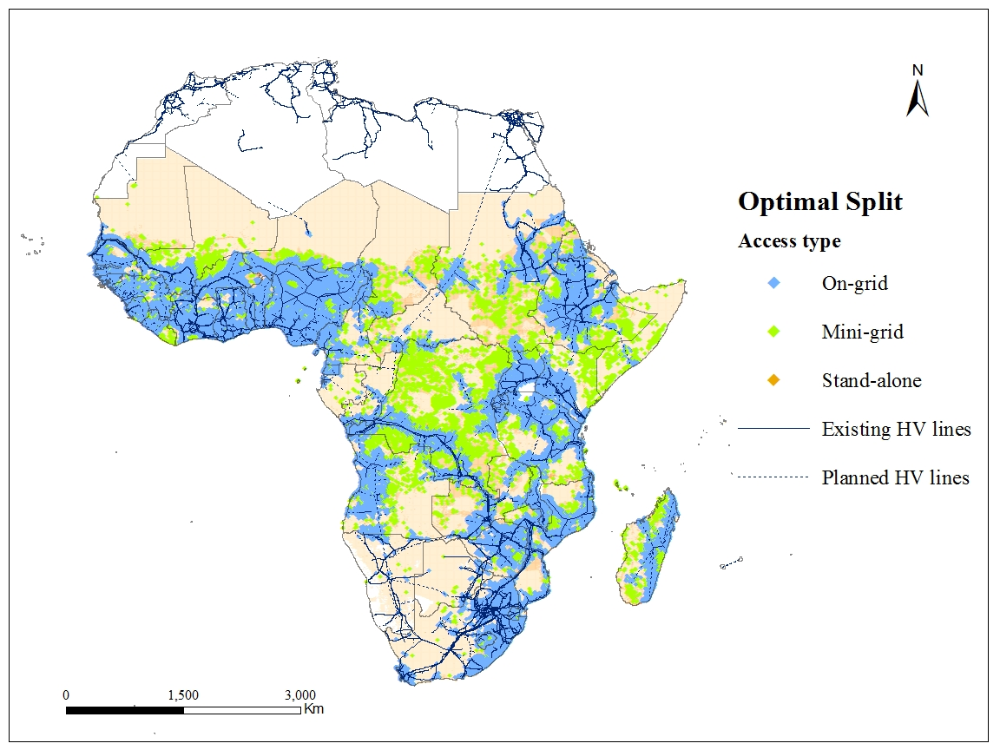 N
Optimal Split
Access type
On-grid
Mini-grid
Stand-alone
Existing HV lines
Planned HV lines
0 1,500 3,000
Km